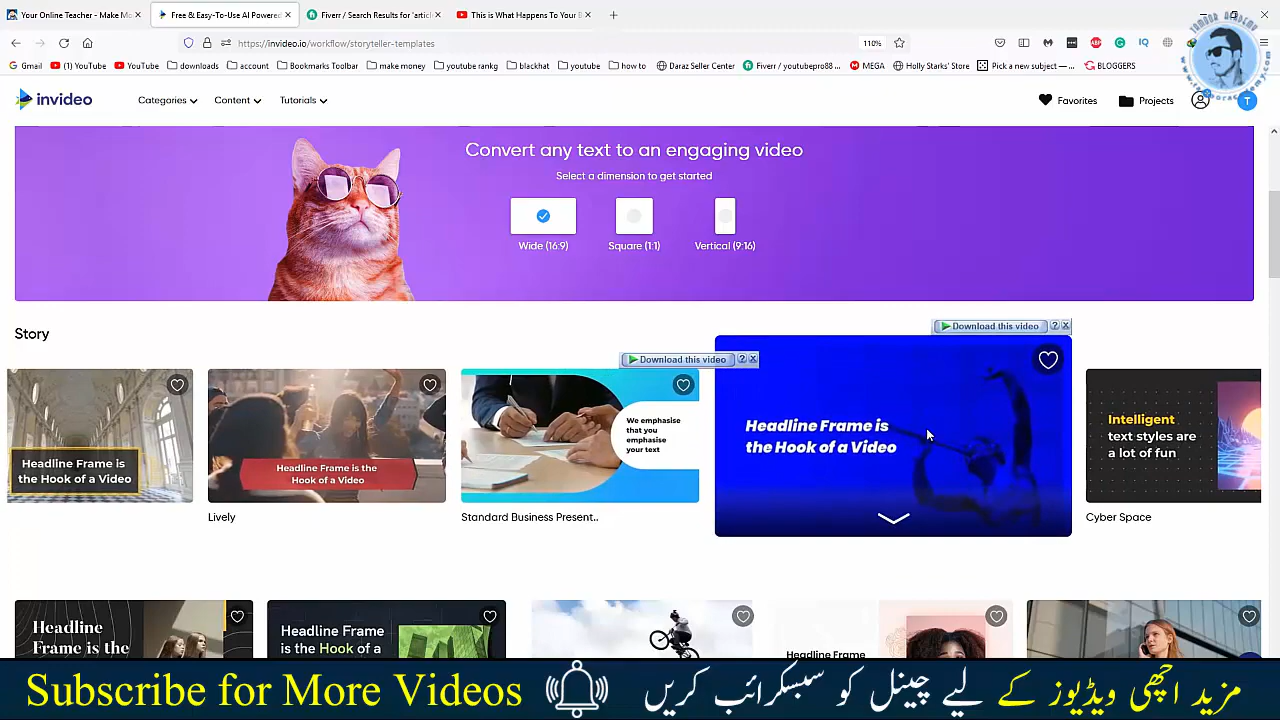 Your Online Teacher - Make Mo
Free & Easy-To-Use AI Powered
Fiverr / Search Results for 'articl
This is What Happens To Your B
https://invideo.io/workflow/storyteller-templates
110%
Gmail
(1) YouTube
YouTube
downloads
account
Bookmarks Toolbar
make money
youtube rankg
blackhat
youtube
how to
Daraz Seller Center
Fiverr / youtubepro88...
MEGA
Holly Starks' Store
Pick a new subject —...
BLOGGERS
invideo
Categories
Content
Tutorials
Favorites
Projects
T
Convert any text to an engaging video
Select a dimension to get started
Wide (16:9)
Square (1:1)
Vertical (9:16)
Story
Download this video
Download this video
Headline Frame is
the Hook of a Video
Headline Frame is the
Hook of a Video
We emphasise
that you
emphasise
your text
Headline Frame is
the Hook of a Video
Intelligent
text styles are
a lot of fun
Lively
Standard Business Present..
Cyber Space
Headline
Frame is the
Headline Frame
is the Hook of a
Headline Frame
Subscribe for More Videos
مزید اچھی ویڈیوز کے لیے چینل کو سبسکرائب کریں